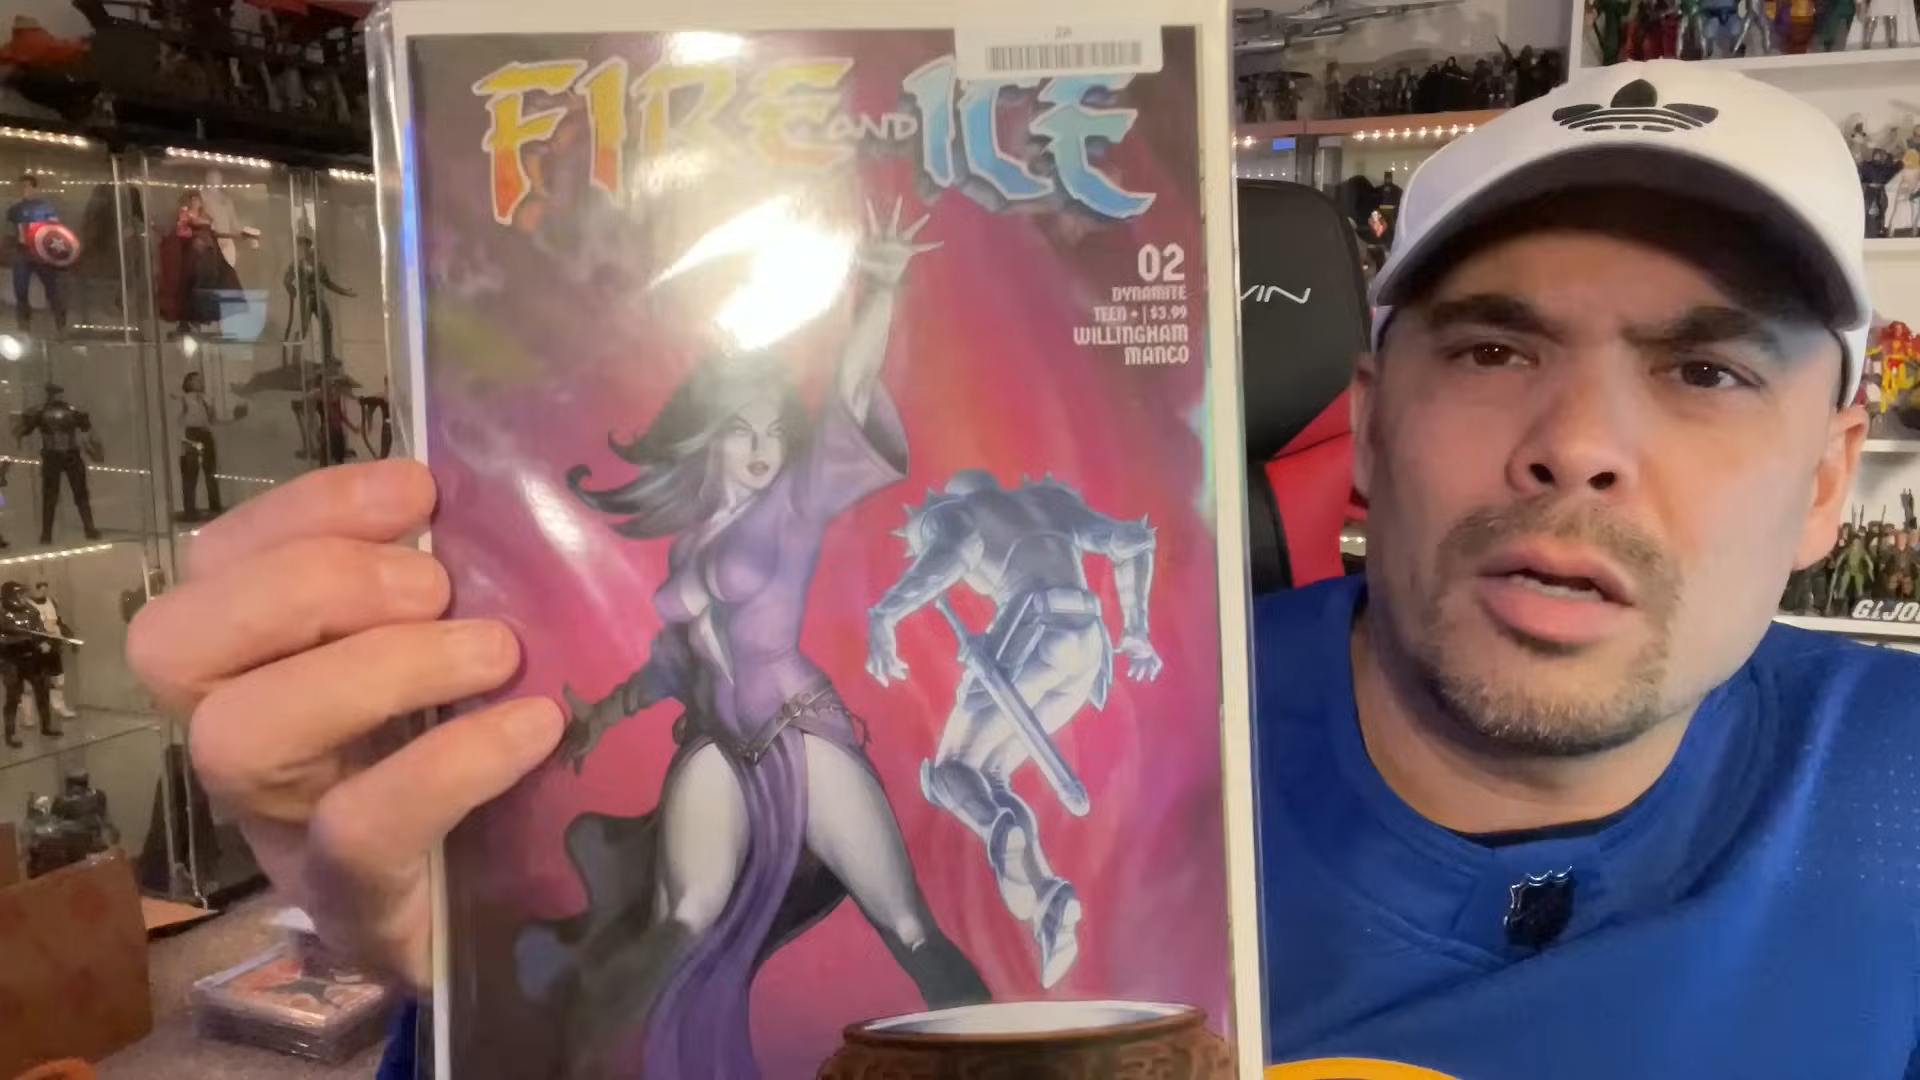 FIRE AND ICE
02
DYNAMITE
TEEN + | $3.99
WILLINGHAM
MANCO
VIN
G.I. JO